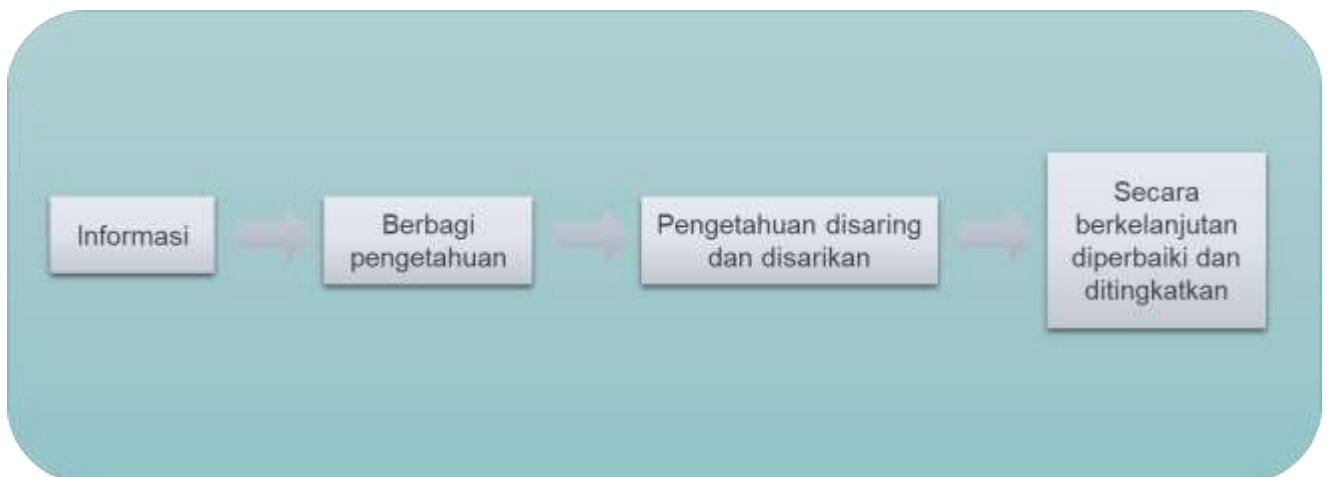 Informasi
Berbagi
pengetahuan
Pengetahuan disaring
dan disarikan
Secara
berkelanjutan
diperbaiki dan
ditingkatkan